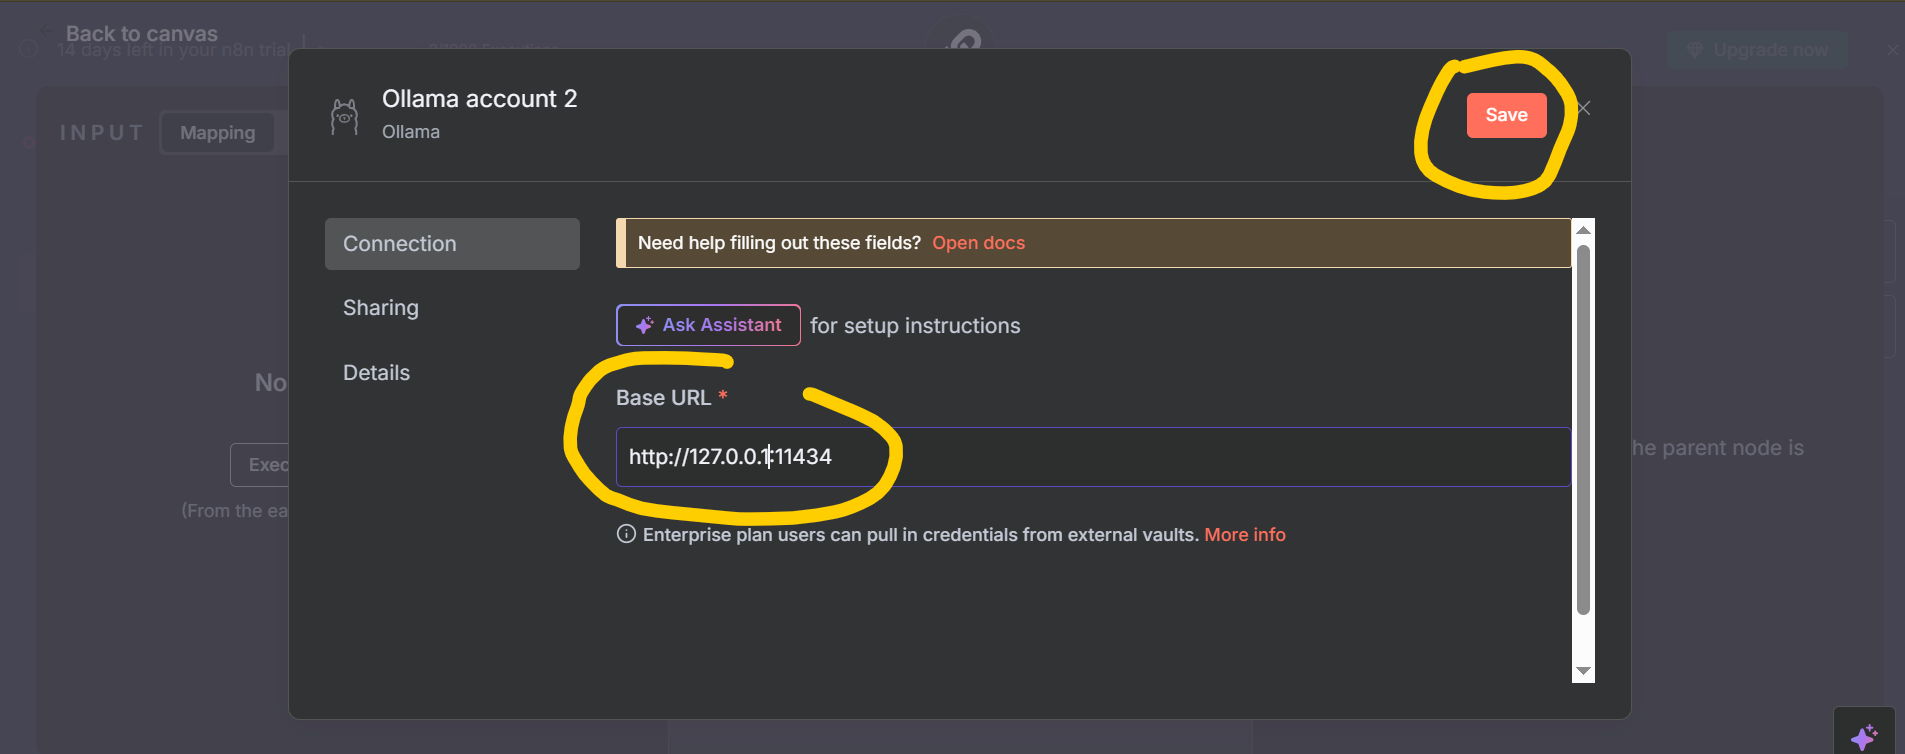 Back to canvas
14 days left in your n8n trial
Upgrade now
Ollama account 2
Ollama
Save
INPUT
Mapping
Connection
Sharing
Details
Need help filling out these fields? Open docs
Ask Assistant for setup instructions
Base URL *
http://127.0.0.1:11434
Enterprise plan users can pull in credentials from external vaults. More info
No
Exec
(From the ea
he parent node is